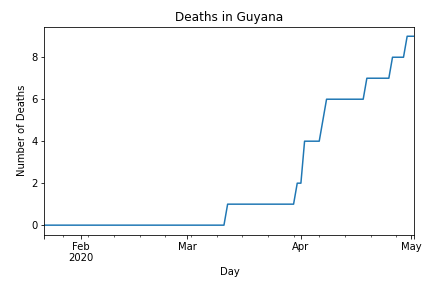 Deaths in Guyana
Number of Deaths
8
6
4
2
0
Feb
2020
Mar
Apr
May
Day